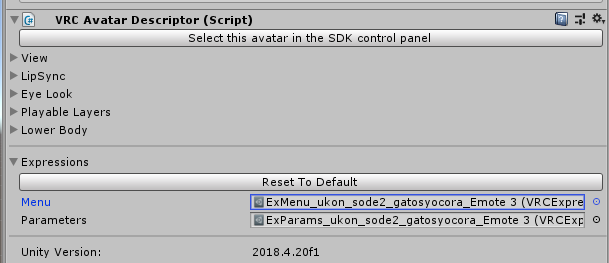 VRC Avatar Descriptor (Script)
Select this avatar in the SDK control panel
View
LipSync
Eye Look
Playable Layers
Lower Body
Expressions
Reset To Default
Menu ExMenu_ukon_sode2_gatosyocora_Emote 3 (VRCExpre
Parameters ExParams_ukon_sode2_gatosyocora_Emote 3 (VRCExp
Unity Version: 2018.4.20f1